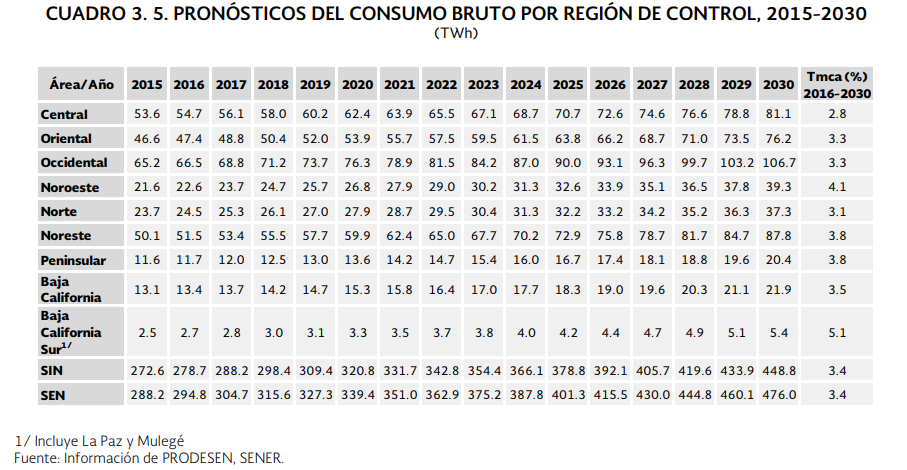 CUADRO 3. 5. PRONÓSTICOS DEL CONSUMO BRUTO POR REGIÓN DE CONTROL, 2015-2030
(TWh)
Área/Año 2015 2016 2017 2018 2019 2020 2021 2022 2023 2024 2025 2026 2027 2028 2029 2030 Tmca (%)
2016-2030
Central 53.6 54.7 56.1 58.0 60.2 62.4 63.9 65.5 67.1 68.7 70.7 72.6 74.6 76.6 78.8 81.1 2.8
Oriental 46.6 47.4 48.8 50.4 52.0 53.9 55.7 57.5 59.5 61.5 63.8 66.2 68.7 71.0 73.5 76.2 3.3
Occidental 65.2 66.5 68.8 71.2 73.7 76.3 78.9 81.5 84.2 87.0 90.0 93.1 96.3 99.7 103.2 106.7 3.3
Noroeste 21.6 22.6 23.7 24.7 25.7 26.8 27.9 29.0 30.2 31.3 32.6 33.9 35.1 36.5 37.8 39.3 4.1
Norte 23.7 24.5 25.3 26.1 27.0 27.9 28.7 29.5 30.4 31.3 32.2 33.2 34.2 35.2 36.3 37.3 3.1
Noreste 50.1 51.5 53.4 55.5 57.7 59.9 62.4 65.0 67.7 70.2 72.9 75.8 78.7 81.7 84.7 87.8 3.8
Peninsular 11.6 11.7 12.0 12.5 13.0 13.6 14.2 14.7 15.4 16.0 16.7 17.4 18.1 18.8 19.6 20.4 3.8
Baja
California 13.1 13.4 13.7 14.2 14.7 15.3 15.8 16.4 17.0 17.7 18.3 19.0 19.6 20.3 21.1 21.9 3.5
Baja
California 2.5 2.7 2.8 3.0 3.1 3.3 3.5 3.7 3.8 4.0 4.2 4.4 4.7 4.9 5.1 5.4 5.1
Sur1/
SIN 272.6 278.7 288.2 298.4 309.4 320.8 331.7 342.8 354.4 366.1 378.8 392.1 405.7 419.6 433.9 448.8 3.4
SEN 288.2 294.8 304.7 315.6 327.3 339.4 351.0 362.9 375.2 387.8 401.3 415.5 430.0 444.8 460.1 476.0 3.4
1/ Incluye La Paz y Mulegé
Fuente: Información de PRODESEN, SENER.